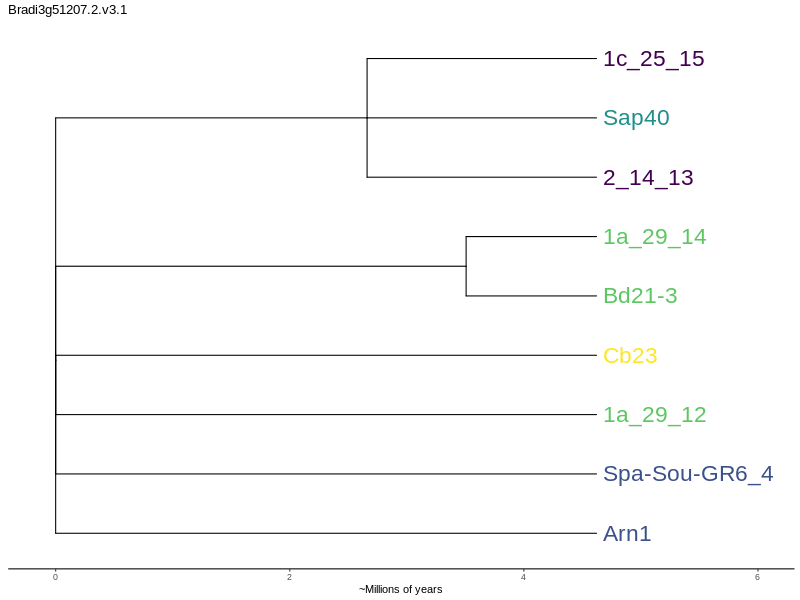 Bradi3g51207.2.v3.1
1c_25_15
Sap40
2_14_13
1a_29_14
Bd21-3
Cb23
1a_29_12
Spa-Sou-GR6_4
Arn1
0 2 4 6
~Millions of years